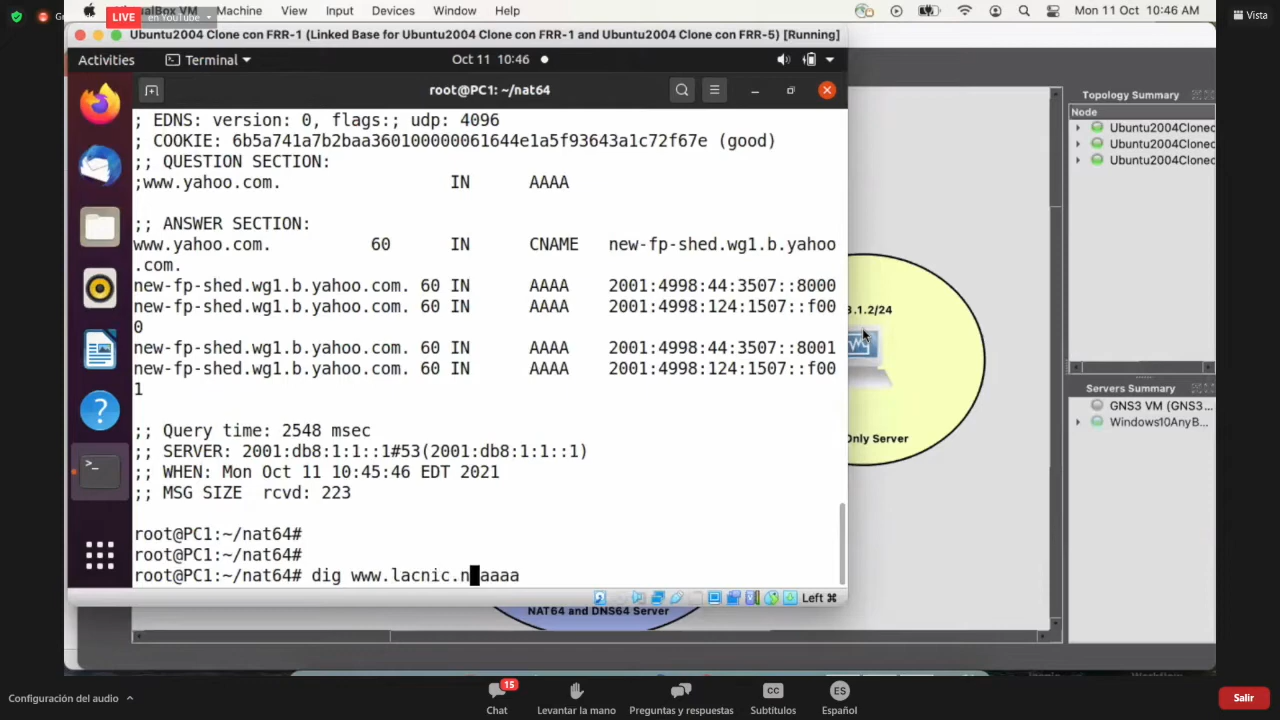 LIVE
en YouTube
VirtualBox VM
Machine
View
Input
Devices
Window
Help
Mon 11 Oct 10:46 AM
Vista
Ubuntu2004 Clone con FRR-1 (Linked Base for Ubuntu2004 Clone con FRR-1 and Ubuntu2004 Clone con FRR-5) [Running]
Activities
Terminal
Oct 11 10:46
root@PC1: ~/nat64
; EDNS: version: 0, flags:; udp: 4096
; COOKIE: 6b5a741a7b2baa360100000061644e1a5f93643a1c72f67e (good)
;; QUESTION SECTION:
;www.yahoo.com. IN AAAA
;; ANSWER SECTION:
www.yahoo.com. 60 IN CNAME new-fp-shed.wg1.b.yahoo
.com.
new-fp-shed.wg1.b.yahoo.com. 60 IN AAAA 2001:4998:44:3507::8000
new-fp-shed.wg1.b.yahoo.com. 60 IN AAAA 2001:4998:124:1507::f00
0
new-fp-shed.wg1.b.yahoo.com. 60 IN AAAA 2001:4998:44:3507::8001
new-fp-shed.wg1.b.yahoo.com. 60 IN AAAA 2001:4998:124:1507::f00
1
;; Query time: 2548 msec
;; SERVER: 2001:db8:1:1::1#53(2001:db8:1:1::1)
;; WHEN: Mon Oct 11 10:45:46 EDT 2021
;; MSG SIZE rcvd: 223
root@PC1:~/nat64#
root@PC1:~/nat64#
root@PC1:~/nat64# dig www.lacnic.n aaaa
Left ⌘
3.1.2/24
Only Server
NAT64 and DNS64 Server
Topology Summary
Node
Ubuntu2004Cloned
Ubuntu2004Cloned
Ubuntu2004Cloned
Servers Summary
GNS3 VM (GNS3...
Windows10AnyB...
Configuración del audio
15
Chat
Levantar la mano
Preguntas y respuestas
CC
Subtítulos
ES
Español
Salir